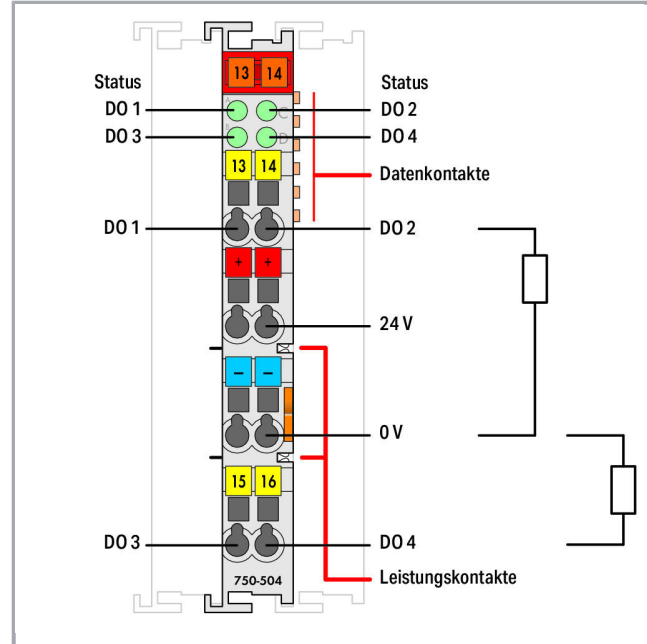 13 14
Status Status
DO 1 A C DO 2
DO 3 B D DO 4
13 14
Datenkontakte
DO 1 DO 2
+ +
24 V
– –
0 V
15 16
DO 3 DO 4
750-504
Leistungskontakte